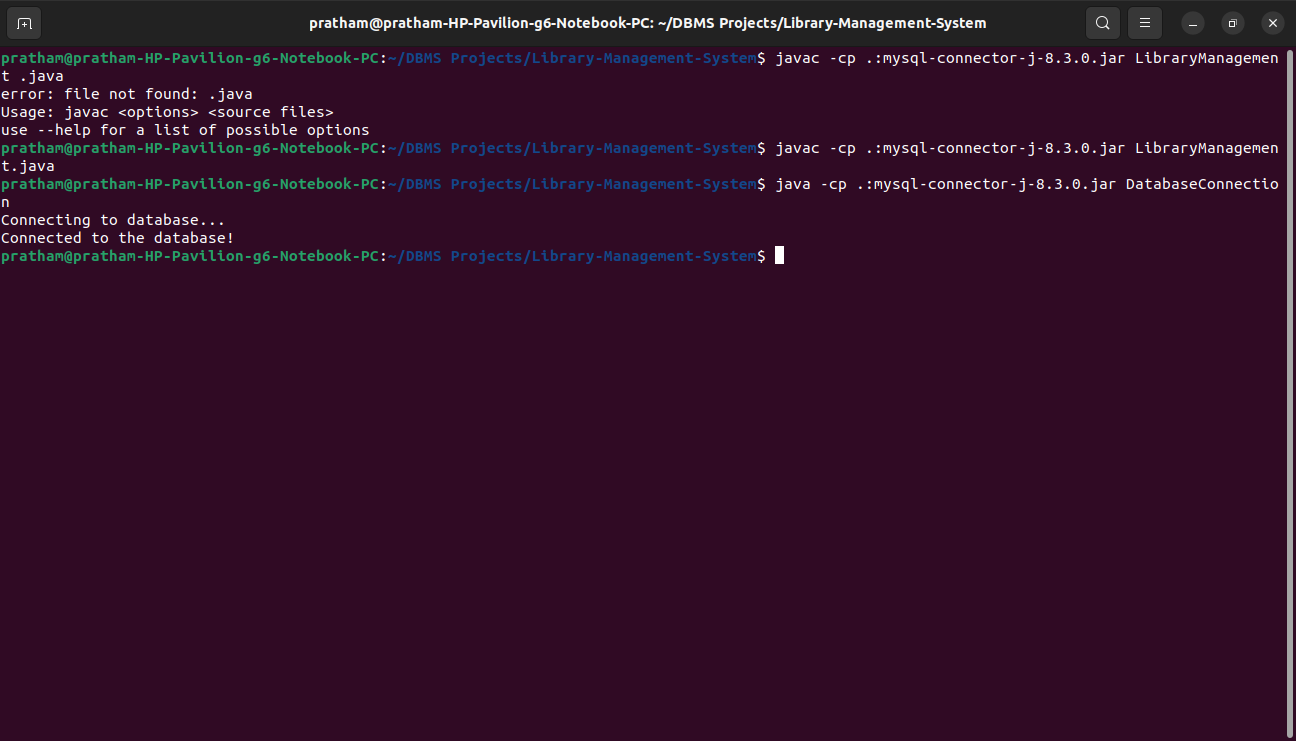 pratham@pratham-HP-Pavilion-g6-Notebook-PC: ~/DBMS Projects/Library-Management-System
pratham@pratham-HP-Pavilion-g6-Notebook-PC:~/DBMS Projects/Library-Management-System$ javac -cp .:mysql-connector-j-8.3.0.jar LibraryManagemen
t .java
error: file not found: .java
Usage: javac <options> <source files>
use --help for a list of possible options
pratham@pratham-HP-Pavilion-g6-Notebook-PC:~/DBMS Projects/Library-Management-System$ javac -cp .:mysql-connector-j-8.3.0.jar LibraryManagemen
t.java
pratham@pratham-HP-Pavilion-g6-Notebook-PC:~/DBMS Projects/Library-Management-System$ java -cp .:mysql-connector-j-8.3.0.jar DatabaseConnectio
n
Connecting to database...
Connected to the database!
pratham@pratham-HP-Pavilion-g6-Notebook-PC:~/DBMS Projects/Library-Management-System$